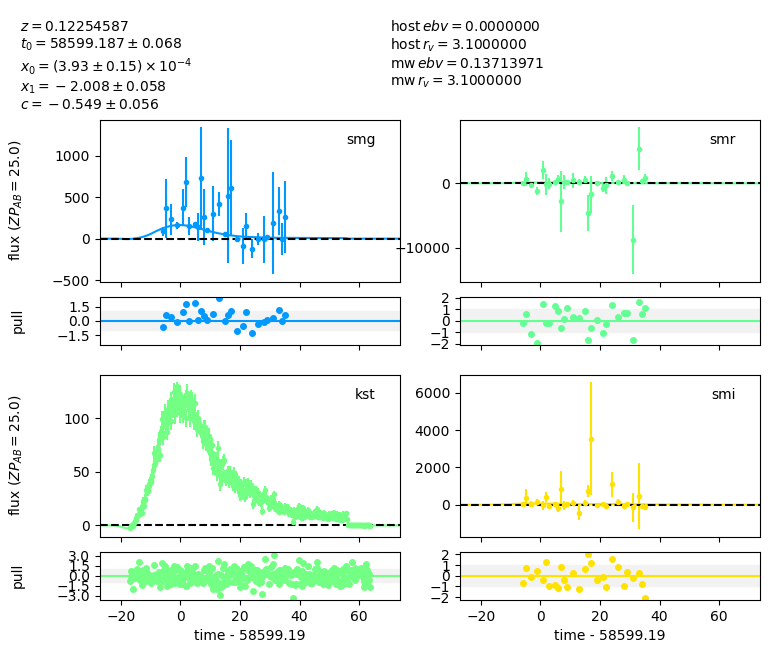 z = 0.12254587
t₀ = 58599.187 ± 0.068
x₀ = (3.93 ± 0.15) × 10⁻⁴
x₁ = −2.008 ± 0.058
c = −0.549 ± 0.056
host ebv = 0.0000000
host r_v = 3.1000000
mw ebv = 0.13713971
mw r_v = 3.1000000
flux (ZP_AB = 25.0)
1000
500
0
−500
smg
0
−10000
smr
pull
1.5
0.0
−1.5
2
1
0
−1
−2
flux (ZP_AB = 25.0)
100
50
0
kst
6000
4000
2000
0
smi
pull
3.0
1.5
0.0
−1.5
−3.0
−20 0 20 40 60
time - 58599.19
2
1
0
−1
−2
−20 0 20 40 60
time - 58599.19